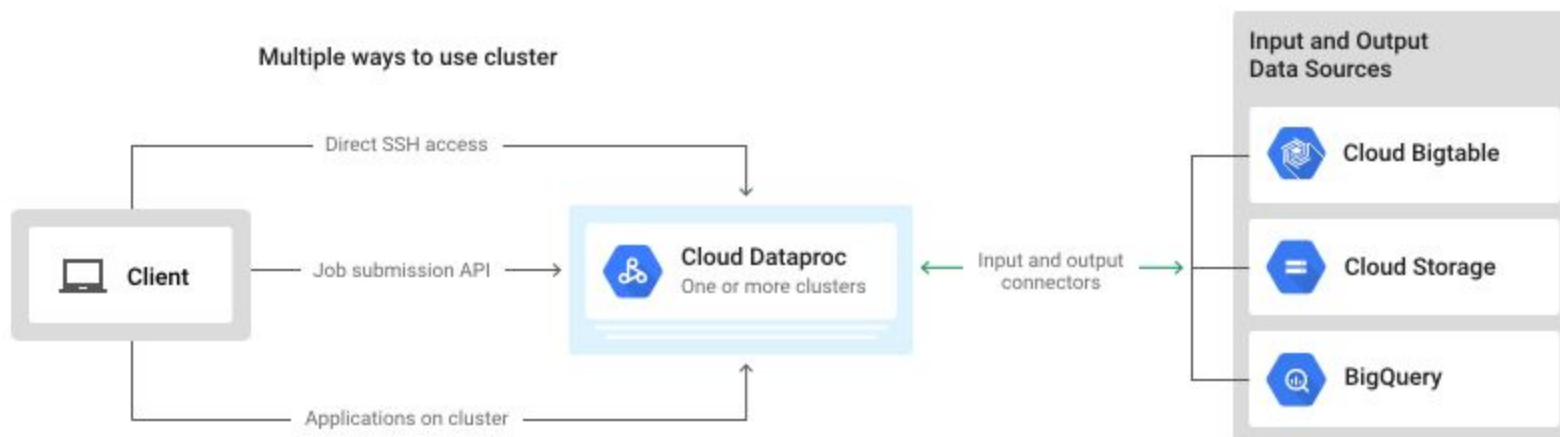 Multiple ways to use cluster
Direct SSH access
Client
Job submission API
Applications on cluster
Cloud Dataproc
One or more clusters
Input and output
connectors
Input and Output
Data Sources
Cloud Bigtable
Cloud Storage
BigQuery